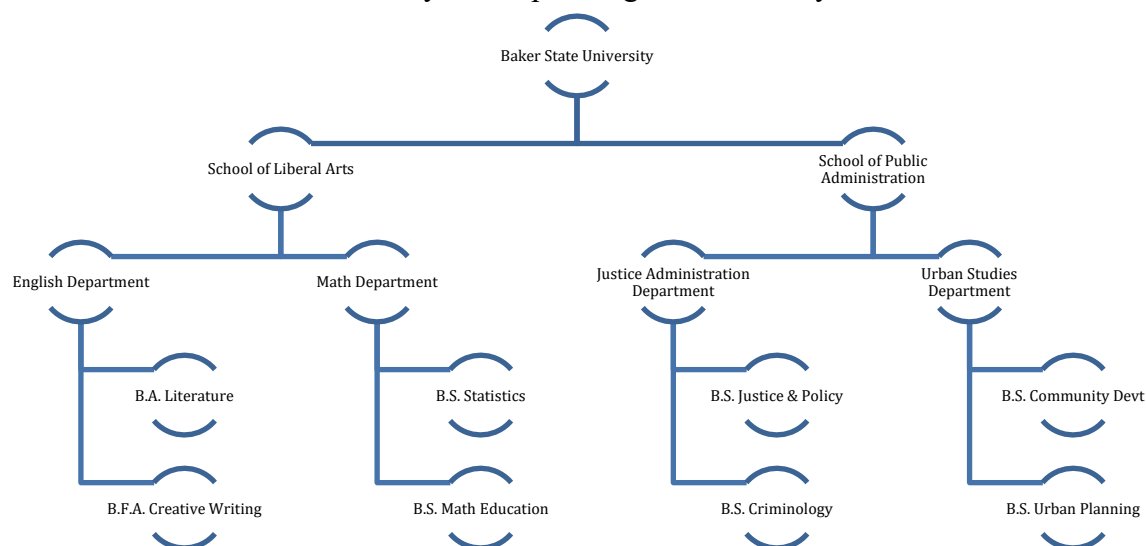 Baker State University
School of Liberal Arts
School of Public
Administration
English Department
Math Department
Justice Administration
Department
Urban Studies
Department
B.A. Literature
B.S. Statistics
B.S. Justice & Policy
B.S. Community Devt
B.F.A. Creative Writing
B.S. Math Education
B.S. Criminology
B.S. Urban Planning